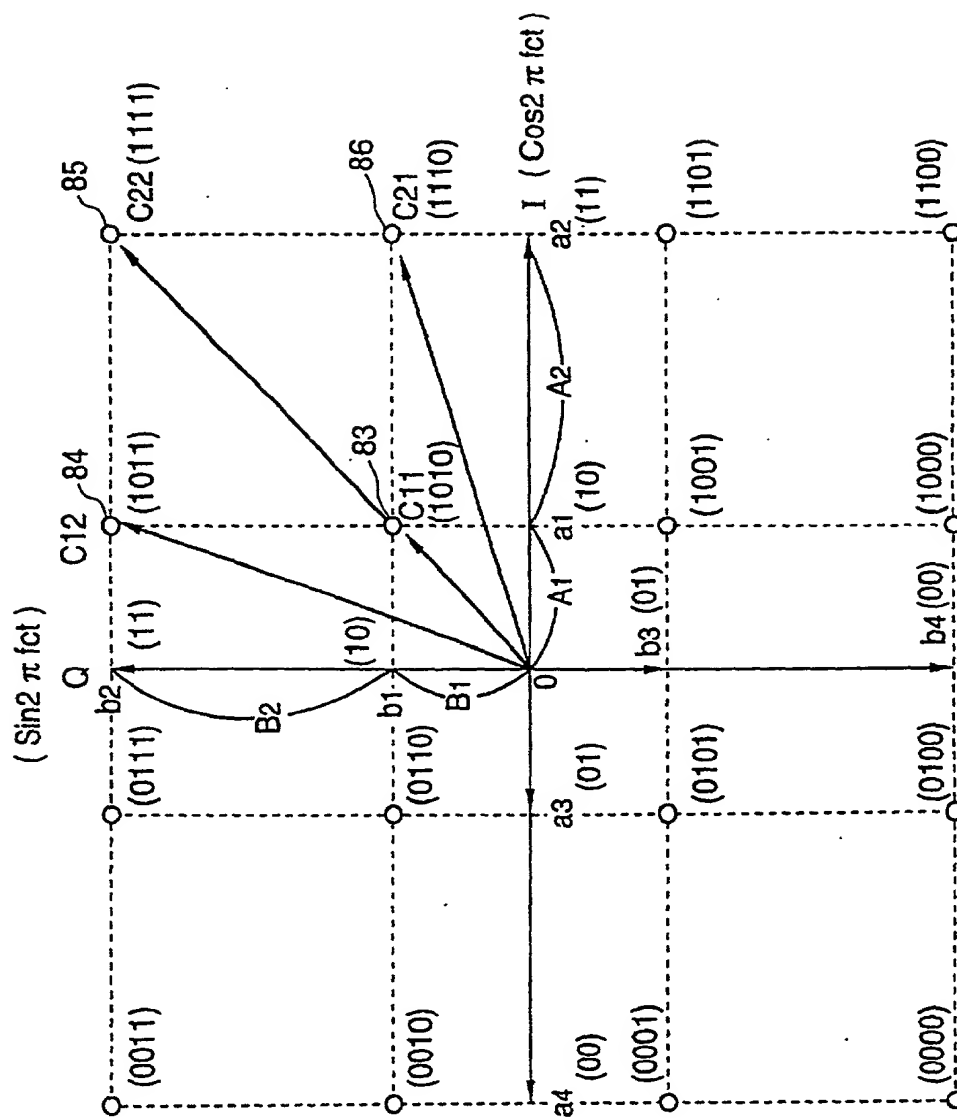 ( Sin2 π fct )
Q
C12
84
85
b2
(11)
(0011)
(0111)
(1011)
C22 (1111)
B2
(10)
83
86
b1
C11
C21
(0010)
(0110)
(1010)
(1110)
B1
I ( Cos2 π fct )
0
A1
A2
a4
(00)
a3
(01)
a1
(10)
a2
(11)
b3
(01)
(0001)
(0101)
(1001)
(1101)
b4
(00)
(0000)
(0100)
(1000)
(1100)